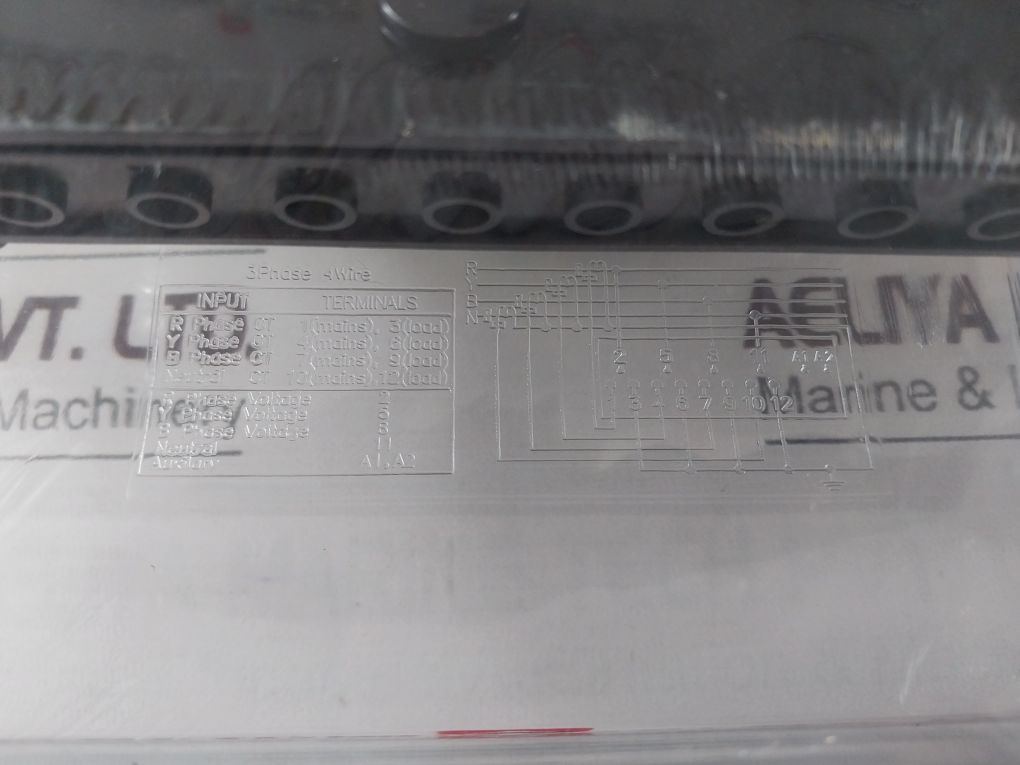 3Phase 4Wire
INPUT TERMINALS
R Phase CT 1(mains), 3(load)
Y Phase CT 4(mains), 6(load)
B Phase CT 7(mains), 9(load)
Neutral CT 10(mains),12(load)
R Phase Voltage 2
Y Phase Voltage 5
B Phase Voltage 8
Neutral 11
Auxilary A1,A2
R
Y
B
N
2 5 8 11 A1 A2
1 3 4 6 7 9 10 12
VT. LTD.
Machinery
ASLIYA
Marine &